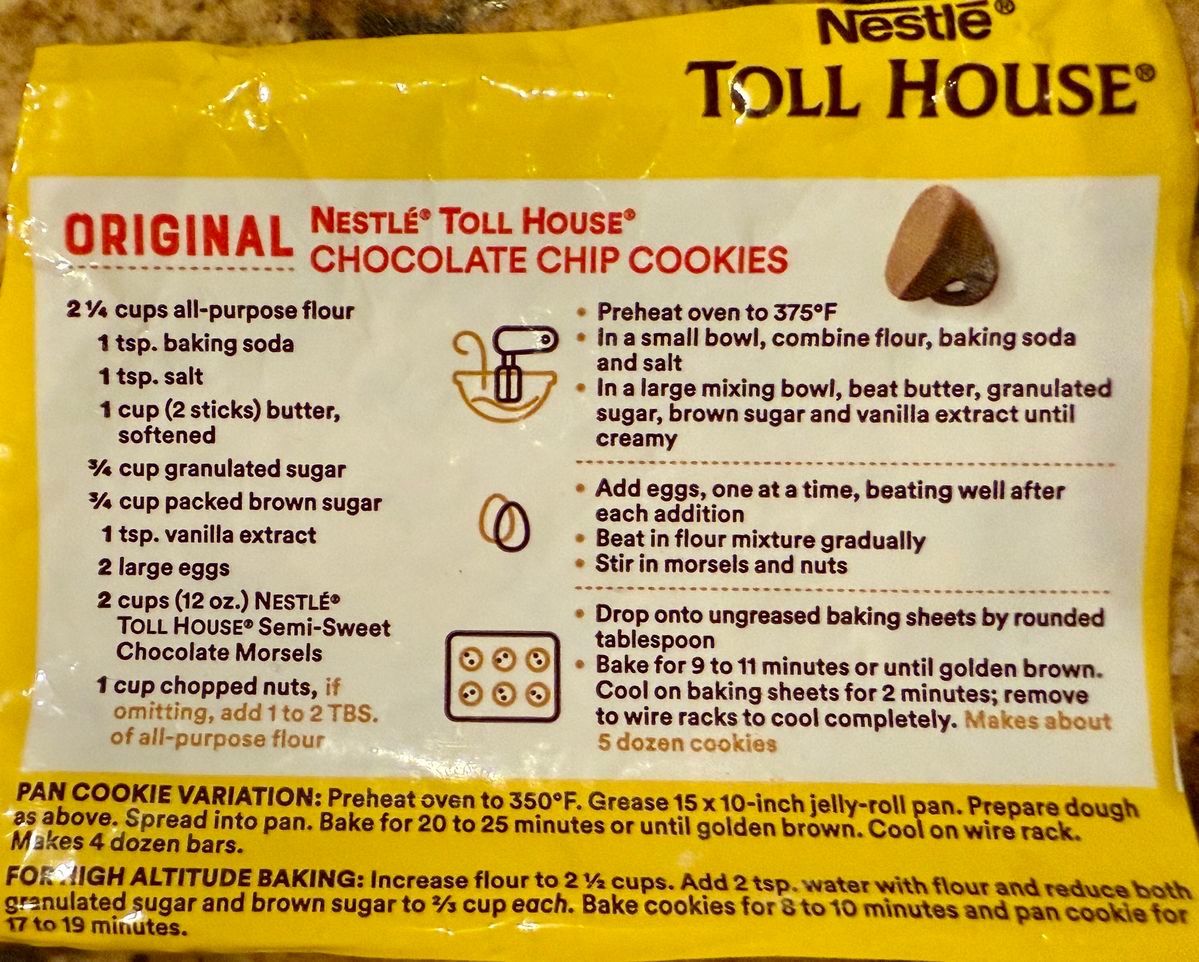 Nestlé®
TOLL HOUSE®
ORIGINAL NESTLÉ® TOLL HOUSE®
CHOCOLATE CHIP COOKIES
2 ¼ cups all-purpose flour
1 tsp. baking soda
1 tsp. salt
1 cup (2 sticks) butter,
softened
¾ cup granulated sugar
¾ cup packed brown sugar
1 tsp. vanilla extract
2 large eggs
2 cups (12 oz.) NESTLÉ®
TOLL HOUSE® Semi-Sweet
Chocolate Morsels
1 cup chopped nuts, if
omitting, add 1 to 2 TBS.
of all-purpose flour
• Preheat oven to 375°F
• In a small bowl, combine flour, baking soda
and salt
• In a large mixing bowl, beat butter, granulated
sugar, brown sugar and vanilla extract until
creamy
• Add eggs, one at a time, beating well after
each addition
• Beat in flour mixture gradually
• Stir in morsels and nuts
• Drop onto ungreased baking sheets by rounded
tablespoon
• Bake for 9 to 11 minutes or until golden brown.
Cool on baking sheets for 2 minutes; remove
to wire racks to cool completely. Makes about
5 dozen cookies
PAN COOKIE VARIATION: Preheat oven to 350°F. Grease 15 x 10-inch jelly-roll pan. Prepare dough
as above. Spread into pan. Bake for 20 to 25 minutes or until golden brown. Cool on wire rack.
Makes 4 dozen bars.
FOR HIGH ALTITUDE BAKING: Increase flour to 2 ½ cups. Add 2 tsp. water with flour and reduce both
granulated sugar and brown sugar to ⅔ cup each. Bake cookies for 8 to 10 minutes and pan cookie for
17 to 19 minutes.